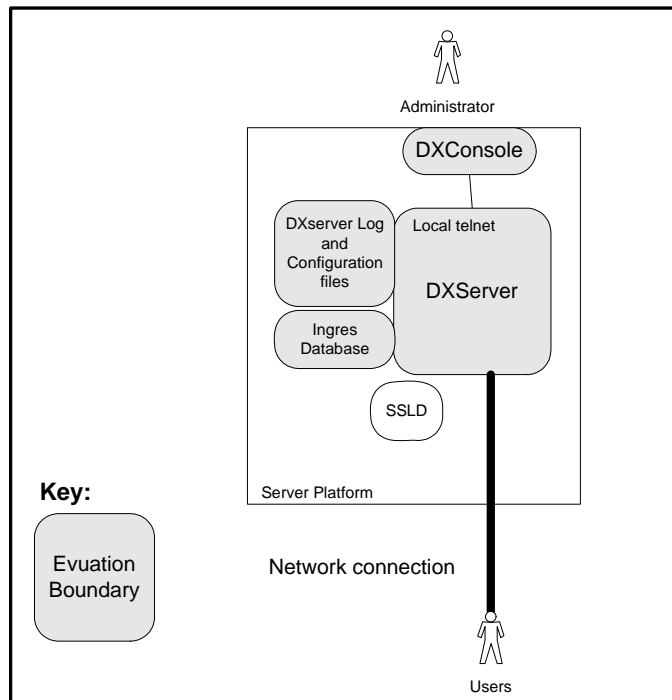 Administrator
DXConsole
DXserver Log
and
Configuration
files
Local telnet
DXServer
Ingres
Database
SSLD
Server Platform
Key:
Evuation
Boundary
Network connection
Users